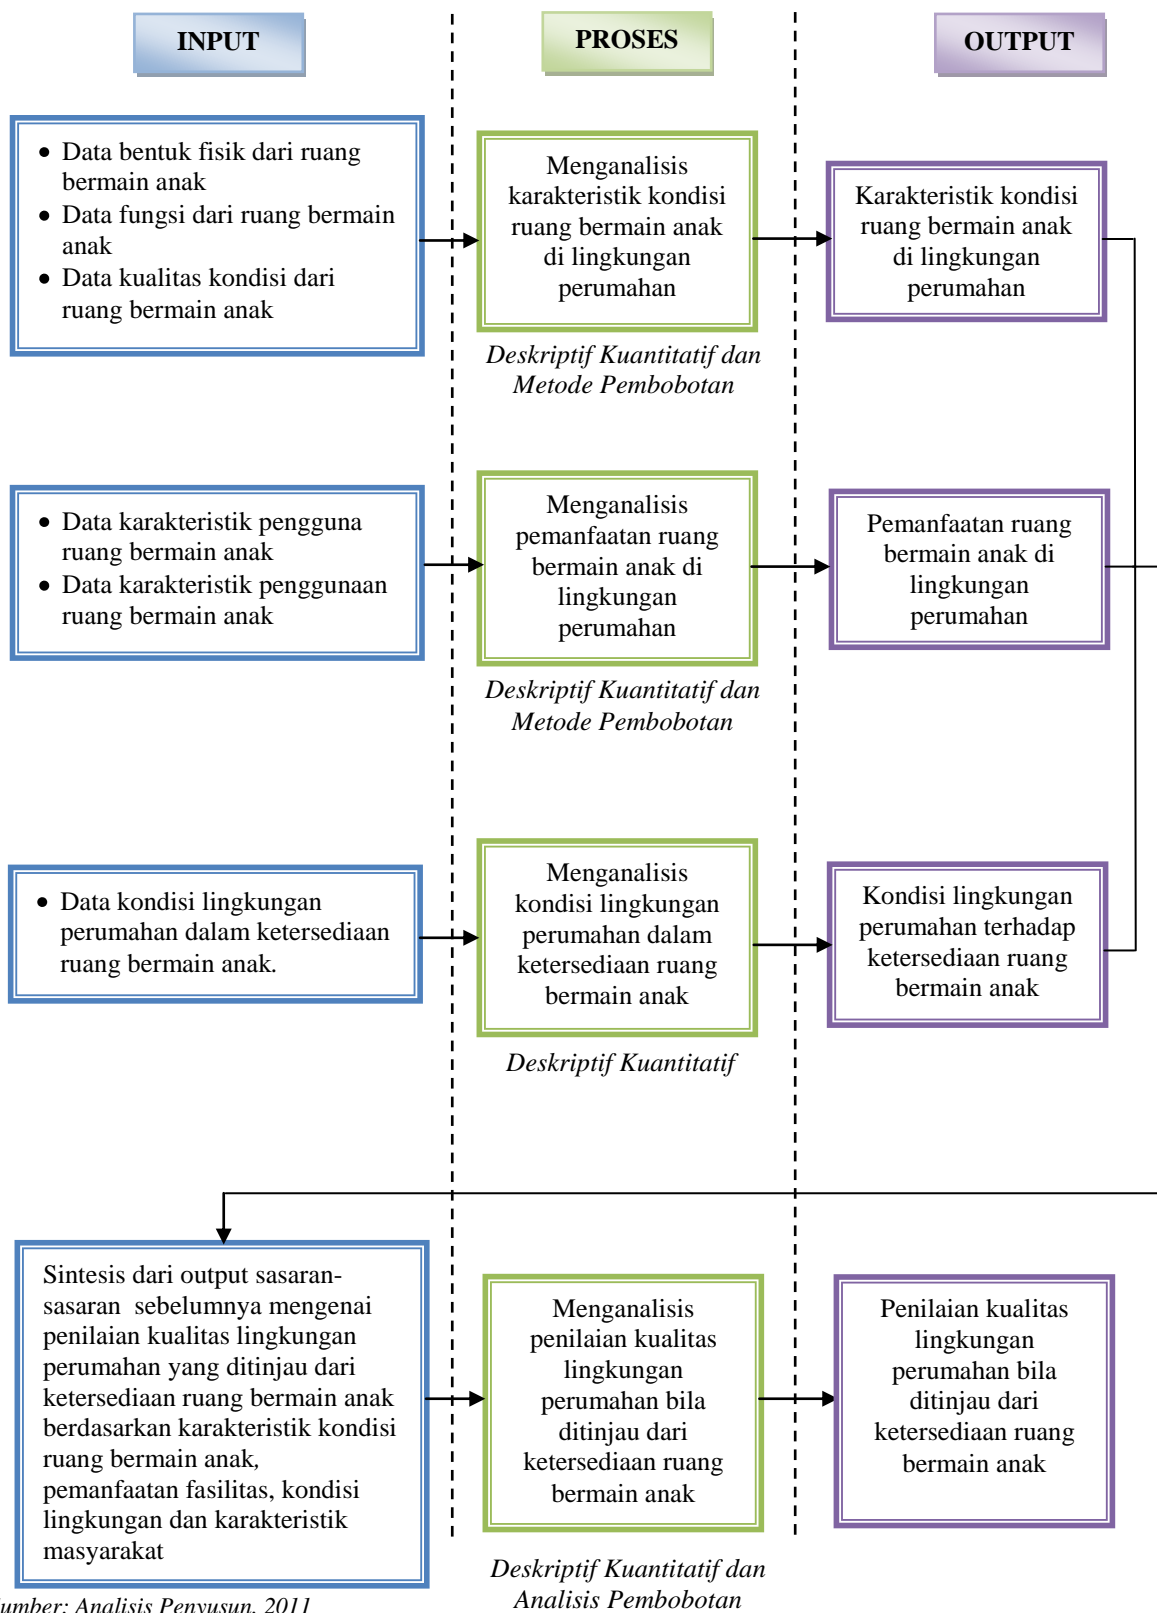 INPUT
PROSES
OUTPUT
• Data bentuk fisik dari ruang
bermain anak
• Data fungsi dari ruang bermain
anak
• Data kualitas kondisi dari
ruang bermain anak
Menganalisis
karakteristik kondisi
ruang bermain anak
di lingkungan
perumahan
Deskriptif Kuantitatif dan
Metode Pembobotan
Karakteristik kondisi
ruang bermain anak
di lingkungan
perumahan
• Data karakteristik pengguna
ruang bermain anak
• Data karakteristik penggunaan
ruang bermain anak
Menganalisis
pemanfaatan ruang
bermain anak di
lingkungan
perumahan
Deskriptif Kuantitatif dan
Metode Pembobotan
Pemanfaatan ruang
bermain anak di
lingkungan
perumahan
• Data kondisi lingkungan
perumahan dalam ketersediaan
ruang bermain anak.
Menganalisis
kondisi lingkungan
perumahan dalam
ketersediaan ruang
bermain anak
Deskriptif Kuantitatif
Kondisi lingkungan
perumahan terhadap
ketersediaan ruang
bermain anak
Sintesis dari output sasaran-
sasaran sebelumnya mengenai
penilaian kualitas lingkungan
perumahan yang ditinjau dari
ketersediaan ruang bermain anak
berdasarkan karakteristik kondisi
ruang bermain anak,
pemanfaatan fasilitas, kondisi
lingkungan dan karakteristik
masyarakat
Menganalisis
penilaian kualitas
lingkungan
perumahan bila
ditinjau dari
ketersediaan ruang
bermain anak
Deskriptif Kuantitatif dan
Analisis Pembobotan
Penilaian kualitas
lingkungan
perumahan bila
ditinjau dari
ketersediaan ruang
bermain anak
umber: Analisis Penyusun, 2011